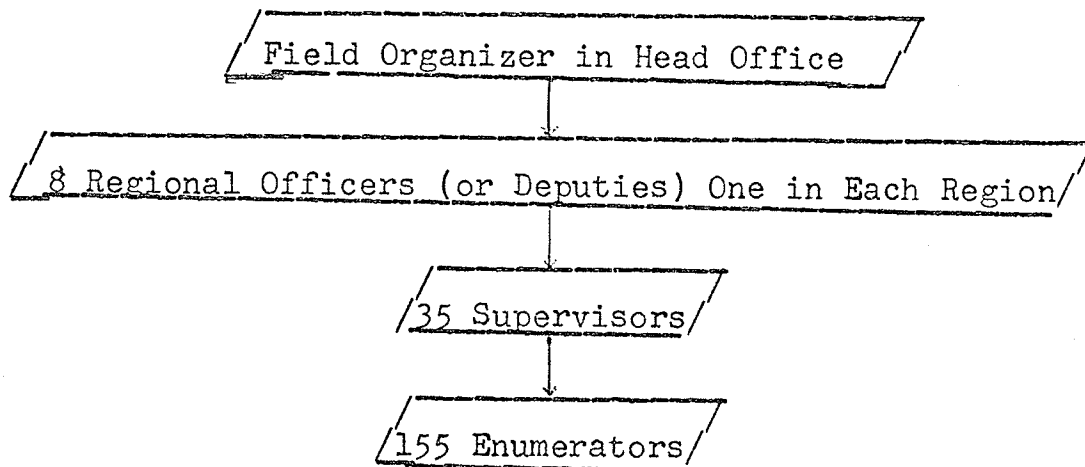 Field Organizer in Head Office
8 Regional Officers (or Deputies) One in Each Region
35 Supervisors
155 Enumerators